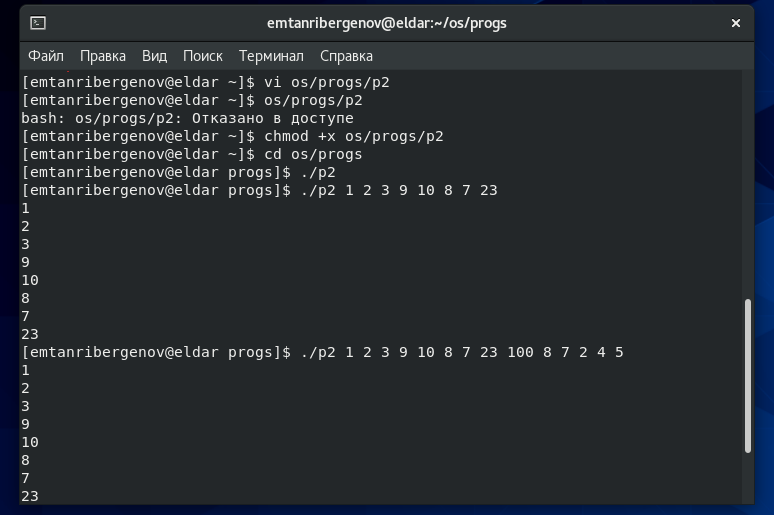 emtanribergenov@eldar:~/os/progs
Файл Правка Вид Поиск Терминал Справка
[emtanribergenov@eldar ~]$ vi os/progs/p2
[emtanribergenov@eldar ~]$ os/progs/p2
bash: os/progs/p2: Отказано в доступе
[emtanribergenov@eldar ~]$ chmod +x os/progs/p2
[emtanribergenov@eldar ~]$ cd os/progs
[emtanribergenov@eldar progs]$ ./p2
[emtanribergenov@eldar progs]$ ./p2 1 2 3 9 10 8 7 23
1
2
3
9
10
8
7
23
[emtanribergenov@eldar progs]$ ./p2 1 2 3 9 10 8 7 23 100 8 7 2 4 5
1
2
3
9
10
8
7
23